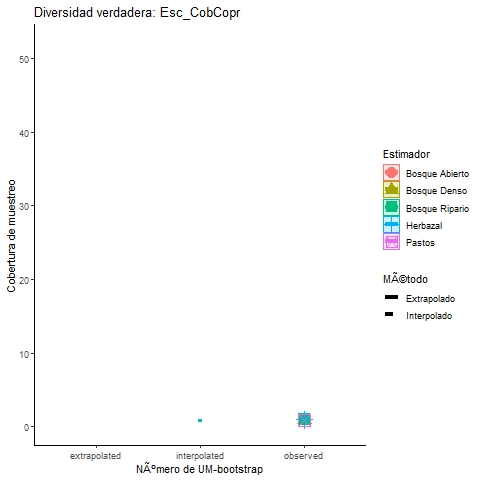 Diversidad verdadera: Esc_CobCopr
50
40
30
20
10
0
Cobertura de muestreo
extrapolated
interpolated
observed
NÃºmero de UM-bootstrap
Estimador
Bosque Abierto
Bosque Denso
Bosque Ripario
Herbazal
Pastos
MÃ©todo
Extrapolado
Interpolado